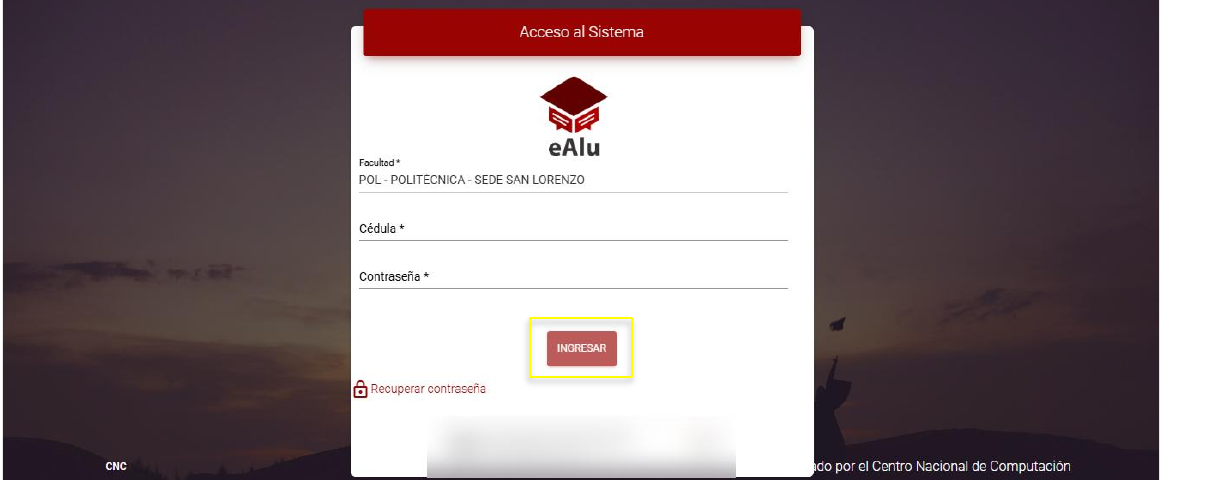 Acceso al Sistema
eAlu
Facultad *
POL - POLITECNICA - SEDE SAN LORENZO
Cédula *
Contraseña *
INGRESAR
Recuperar contraseña
CNC
por el Centro Nacional de Computación